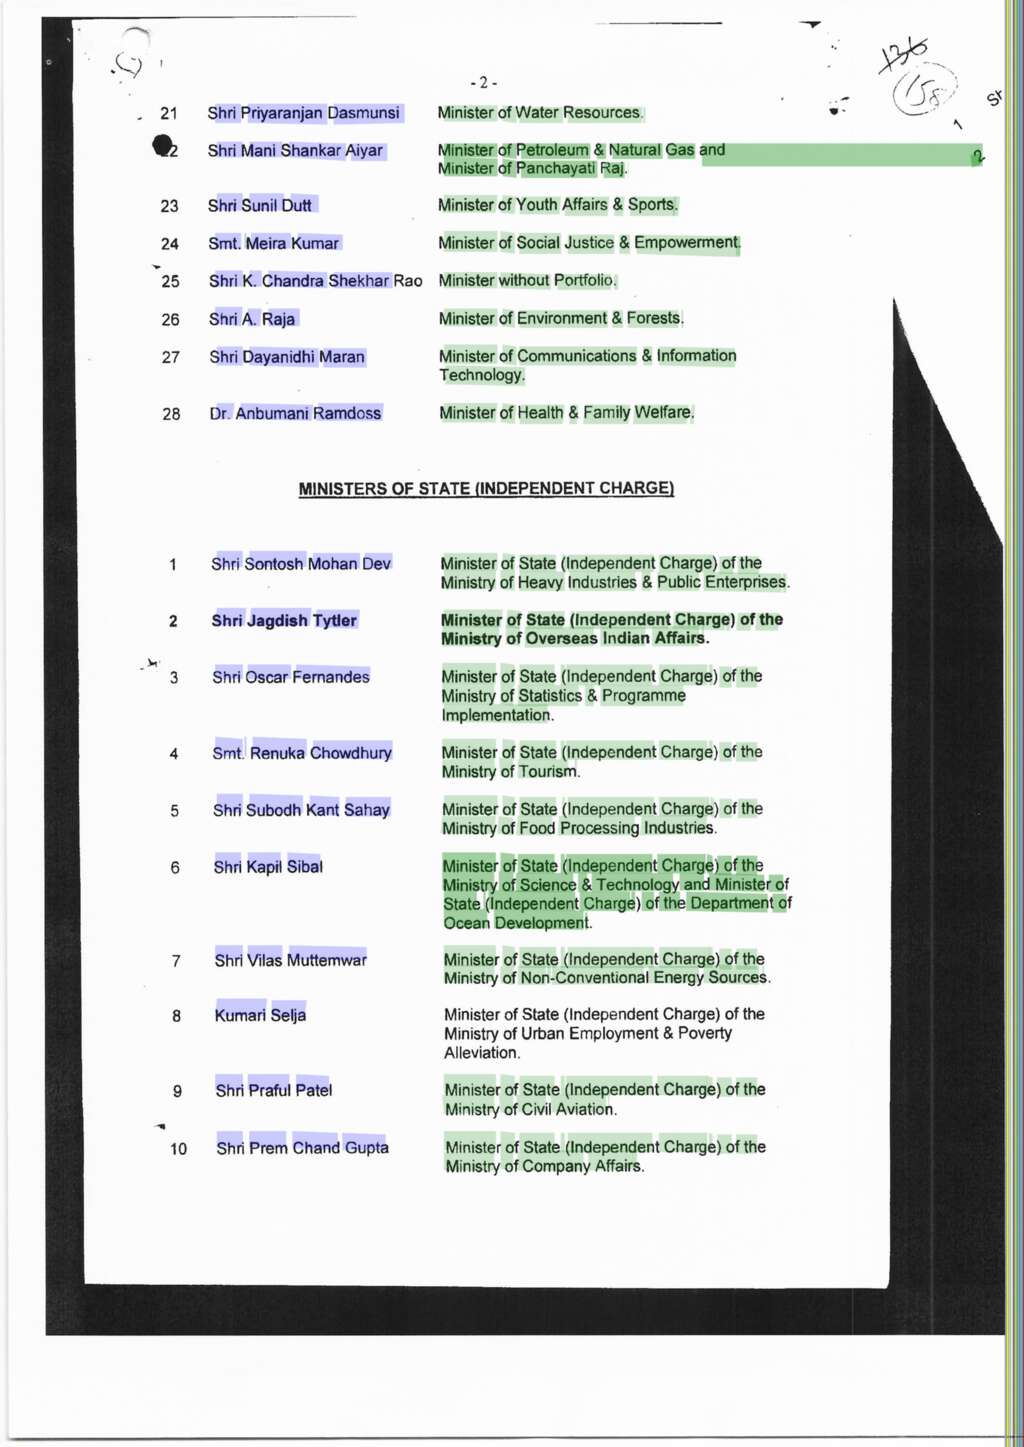 -2-
136
158
21 Shri Priyaranjan Dasmunsi Minister of Water Resources.
22 Shri Mani Shankar Aiyar Minister of Petroleum & Natural Gas and
Minister of Panchayati Raj.
23 Shri Sunil Dutt Minister of Youth Affairs & Sports.
24 Smt. Meira Kumar Minister of Social Justice & Empowerment.
25 Shri K. Chandra Shekhar Rao Minister without Portfolio.
26 Shri A. Raja Minister of Environment & Forests.
27 Shri Dayanidhi Maran Minister of Communications & Information
Technology.
28 Dr. Anbumani Ramdoss Minister of Health & Family Welfare.
MINISTERS OF STATE (INDEPENDENT CHARGE)
1 Shri Sontosh Mohan Dev Minister of State (Independent Charge) of the
Ministry of Heavy Industries & Public Enterprises.
2 Shri Jagdish Tytler Minister of State (Independent Charge) of the
Ministry of Overseas Indian Affairs.
3 Shri Oscar Fernandes Minister of State (Independent Charge) of the
Ministry of Statistics & Programme
Implementation.
4 Smt. Renuka Chowdhury Minister of State (Independent Charge) of the
Ministry of Tourism.
5 Shri Subodh Kant Sahay Minister of State (Independent Charge) of the
Ministry of Food Processing Industries.
6 Shri Kapil Sibal Minister of State (Independent Charge) of the
Ministry of Science & Technology and Minister of
State (Independent Charge) of the Department of
Ocean Development.
7 Shri Vilas Muttemwar Minister of State (Independent Charge) of the
Ministry of Non-Conventional Energy Sources.
8 Kumari Selja Minister of State (Independent Charge) of the
Ministry of Urban Employment & Poverty
Alleviation.
9 Shri Praful Patel Minister of State (Independent Charge) of the
Ministry of Civil Aviation.
10 Shri Prem Chand Gupta Minister of State (Independent Charge) of the
Ministry of Company Affairs.